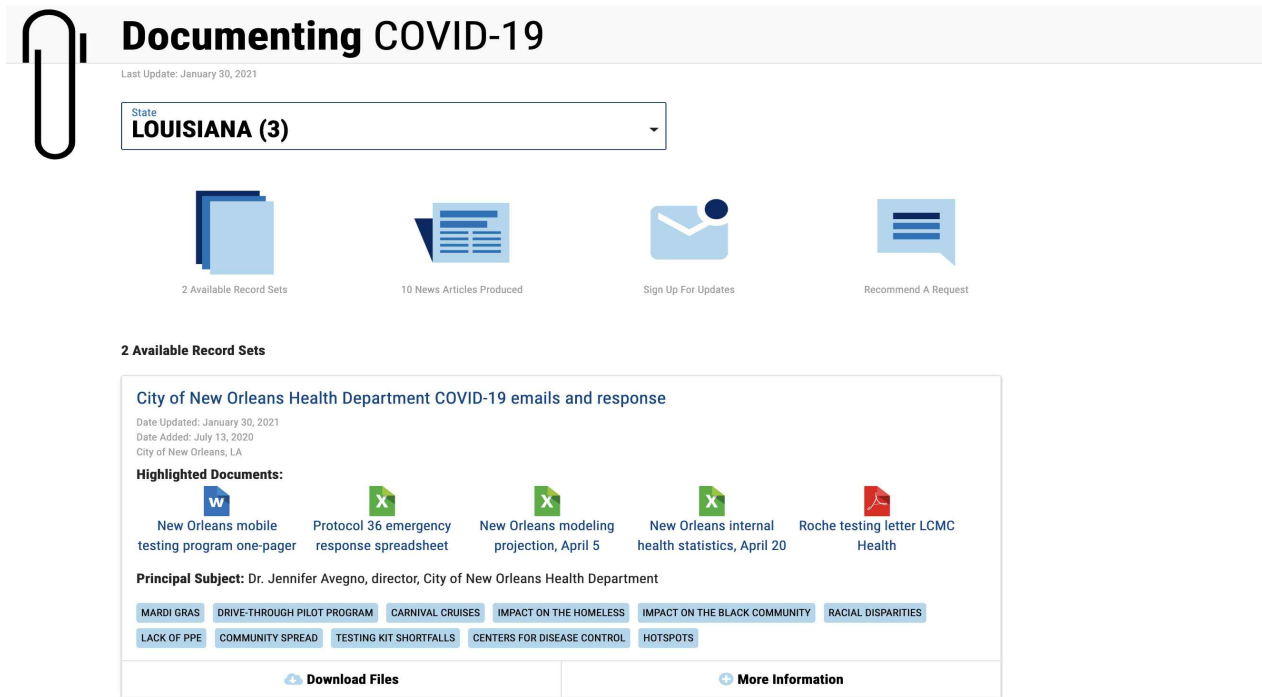 Documenting COVID-19
Last Update: January 30, 2021
State
LOUISIANA (3)
2 Available Record Sets
10 News Articles Produced
Sign Up For Updates
Recommend A Request
2 Available Record Sets
City of New Orleans Health Department COVID-19 emails and response
Date Updated: January 30, 2021
Date Added: July 13, 2020
City of New Orleans, LA
Highlighted Documents:
W
X
X
X
New Orleans mobile
testing program one-pager
Protocol 36 emergency
response spreadsheet
New Orleans modeling
projection, April 5
New Orleans internal
health statistics, April 20
Roche testing letter LCMC
Health
Principal Subject: Dr. Jennifer Avegno, director, City of New Orleans Health Department
MARDI GRAS DRIVE-THROUGH PILOT PROGRAM CARNIVAL CRUISES IMPACT ON THE HOMELESS IMPACT ON THE BLACK COMMUNITY RACIAL DISPARITIES
LACK OF PPE COMMUNITY SPREAD TESTING KIT SHORTFALLS CENTERS FOR DISEASE CONTROL HOTSPOTS
Download Files
More Information